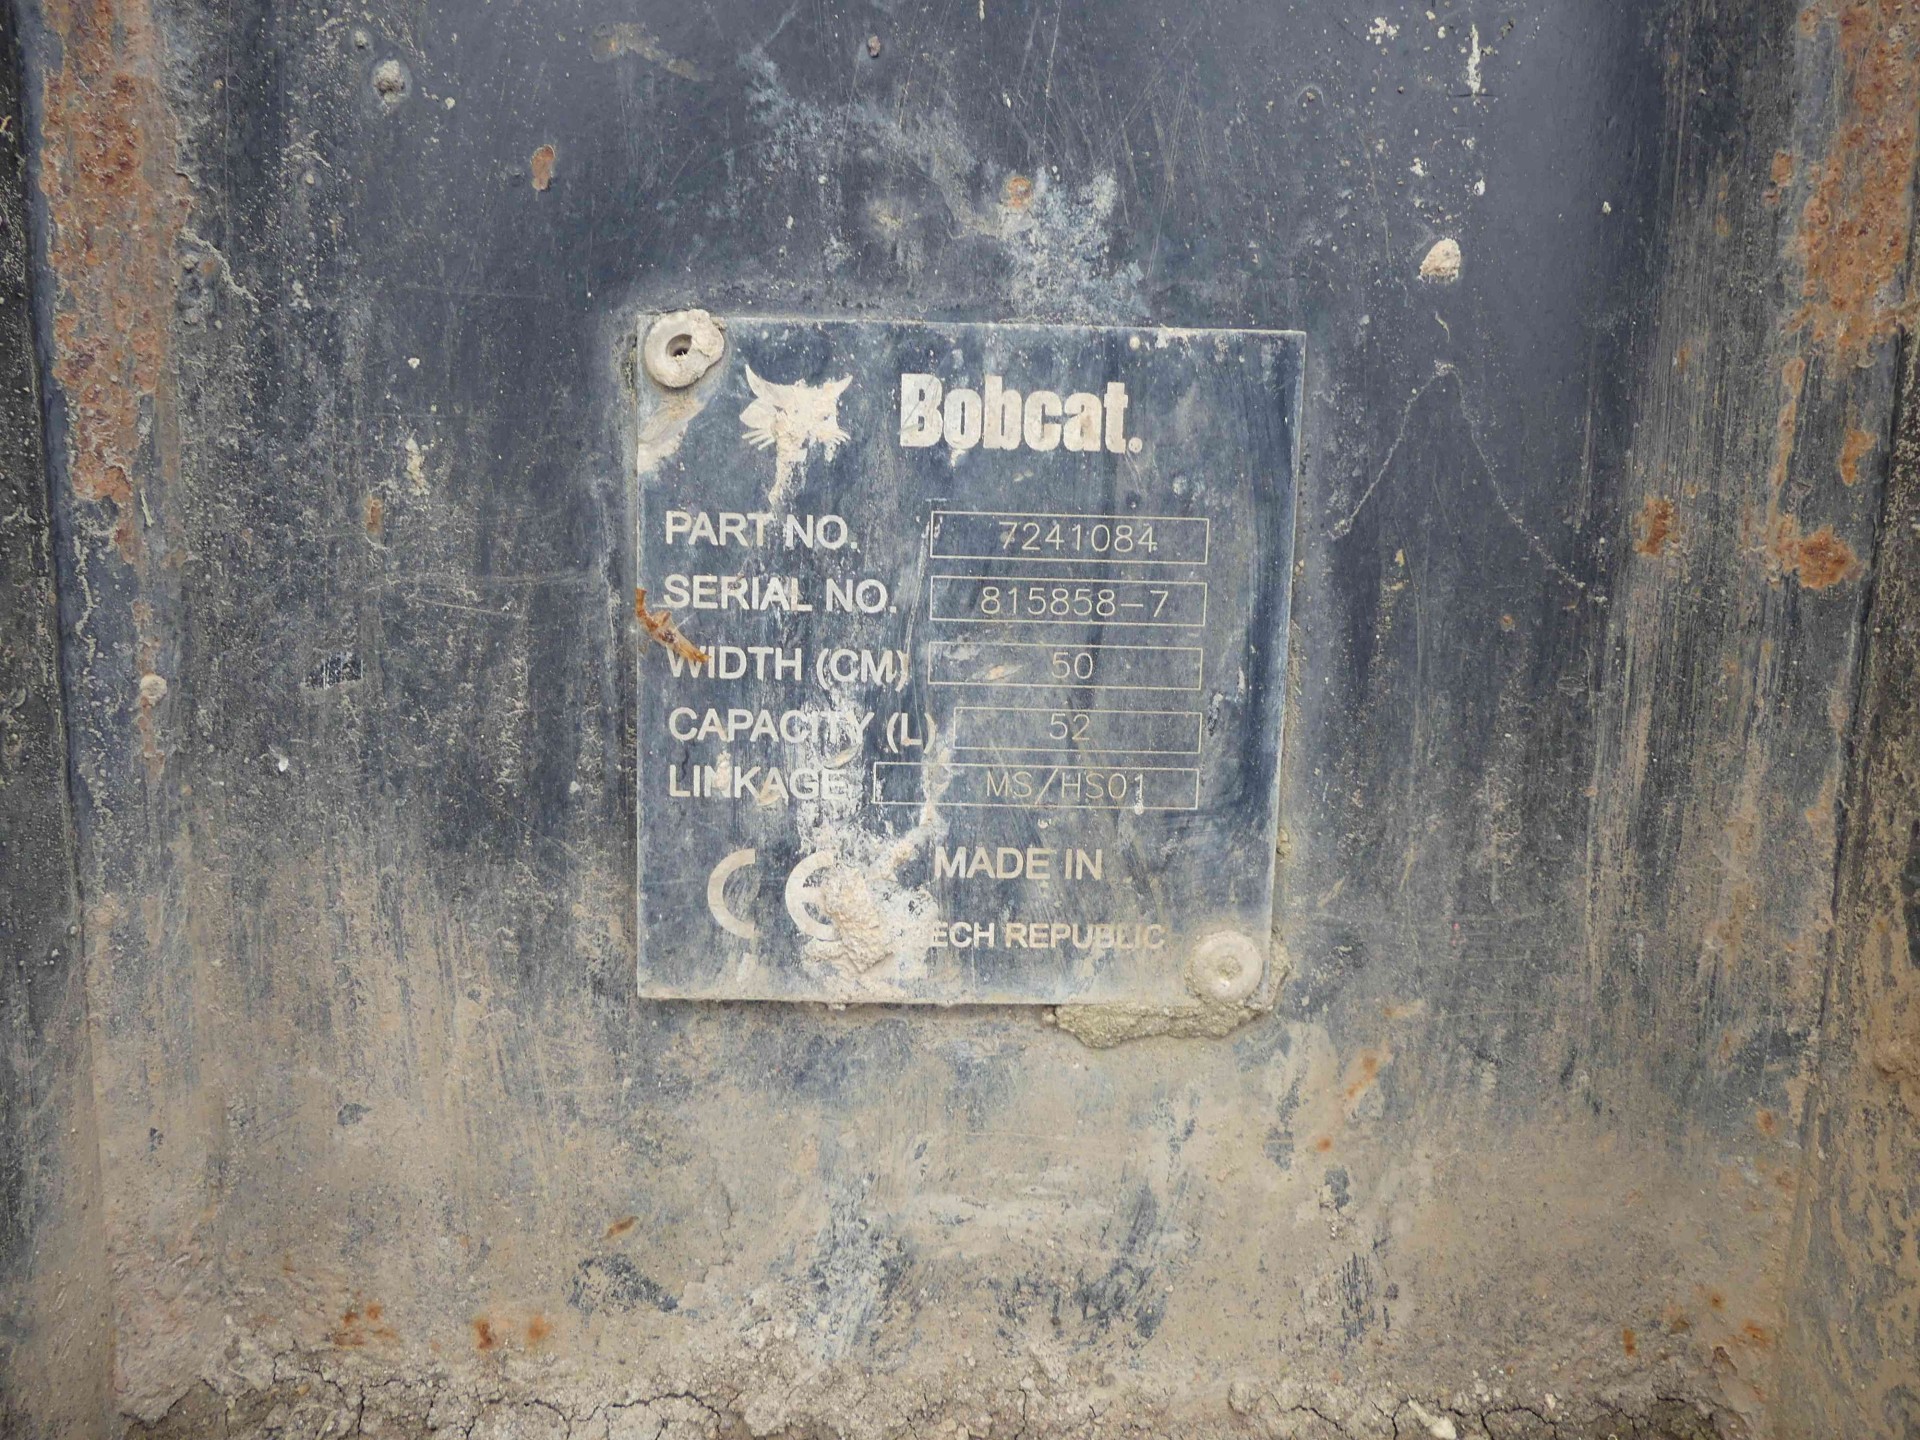 Bobcat.
PART NO. 7241084
SERIAL NO. 815858-7
WIDTH (CM) 50
CAPACITY (L) 52
LINKAGE MS/HS01
CE MADE IN
REPUBLIC